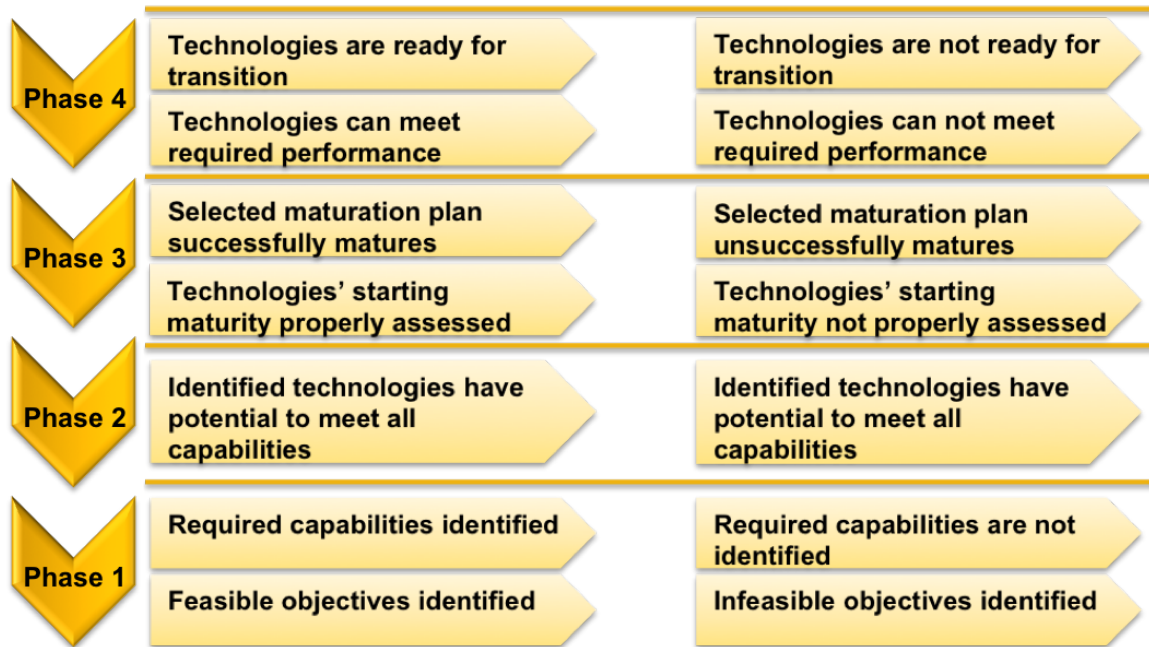 Phase 4
Technologies are ready for
transition
Technologies are not ready for
transition
Technologies can meet
required performance
Technologies can not meet
required performance
Phase 3
Selected maturation plan
successfully matures
Selected maturation plan
unsuccessfully matures
Technologies’ starting
maturity properly assessed
Technologies’ starting
maturity not properly assessed
Phase 2
Identified technologies have
potential to meet all
capabilities
Identified technologies have
potential to meet all
capabilities
Phase 1
Required capabilities identified
Required capabilities are not
identified
Feasible objectives identified
Infeasible objectives identified